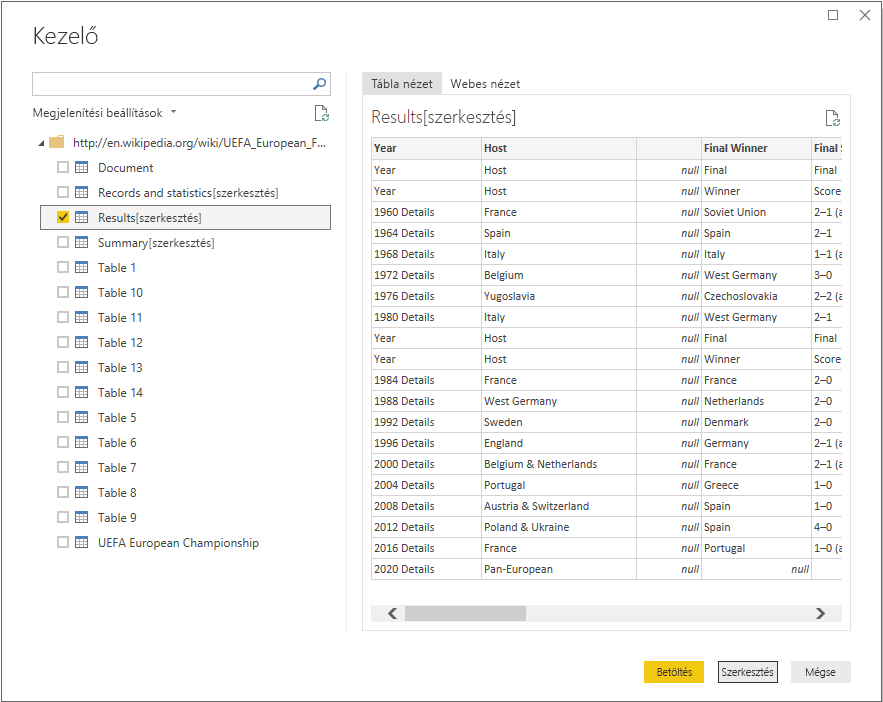 Kezelő
Megjelenítési beállítások
http://en.wikipedia.org/wiki/UEFA_European_F...
Document
Records and statistics[szerkesztés]
Results[szerkesztés]
Summary[szerkesztés]
Table 1
Table 10
Table 11
Table 12
Table 13
Table 14
Table 5
Table 6
Table 7
Table 8
Table 9
UEFA European Championship
Tábla nézet Webes nézet
Results[szerkesztés]
Year Host Final Winner Final
Year Host null Final Final
Year Host null Winner Score
1960 Details France null Soviet Union 2–1 (a
1964 Details Spain null Spain 2–1
1968 Details Italy null Italy 1–1 (a
1972 Details Belgium null West Germany 3–0
1976 Details Yugoslavia null Czechoslovakia 2–2 (a
1980 Details Italy null West Germany 2–1
Year Host null Final Final
Year Host null Winner Score
1984 Details France null France 2–0
1988 Details West Germany null Netherlands 2–0
1992 Details Sweden null Denmark 2–0
1996 Details England null Germany 2–1 (a
2000 Details Belgium & Netherlands null France 2–1 (a
2004 Details Portugal null Greece 1–0
2008 Details Austria & Switzerland null Spain 1–0
2012 Details Poland & Ukraine null Spain 4–0
2016 Details France null Portugal 1–0 (a
2020 Details Pan-European null null
Betöltés Szerkesztés Mégse